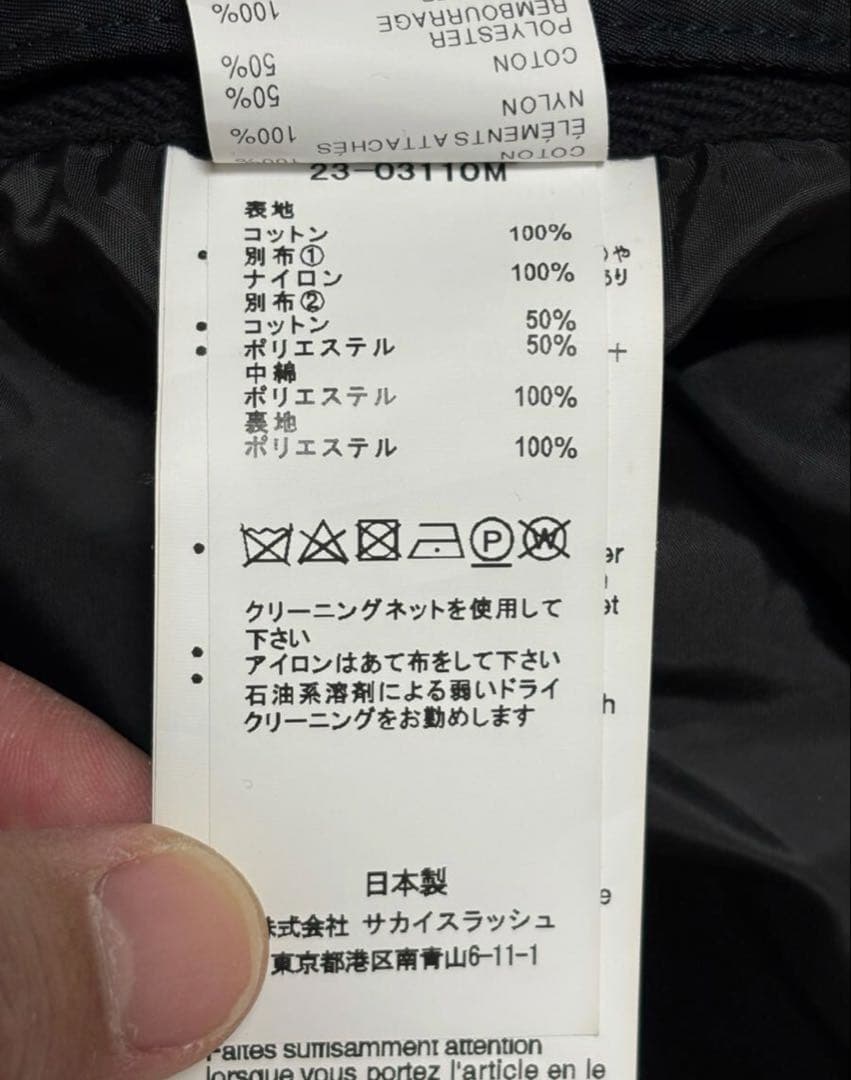 100%
REMBOURRAGE
POLYESTER
50% COTON
50% NYLON
100% ÉLÉMENTS ATTACHÉS
COTON
23-03110M
表地
コットン 100%
別布①
ナイロン 100%
別布②
コットン 50%
ポリエステル 50%
中綿
ポリエステル 100%
裏地
ポリエステル 100%
P W
クリーニングネットを使用して
下さい
アイロンはあて布をして下さい
石油系溶剤による弱いドライ
クリーニングをお勧めします
日本製
式会社 サカイスラッシュ
東京都港区南青山6-11-1
Faites suffisamment attention
lorsque vous portez l'article en le